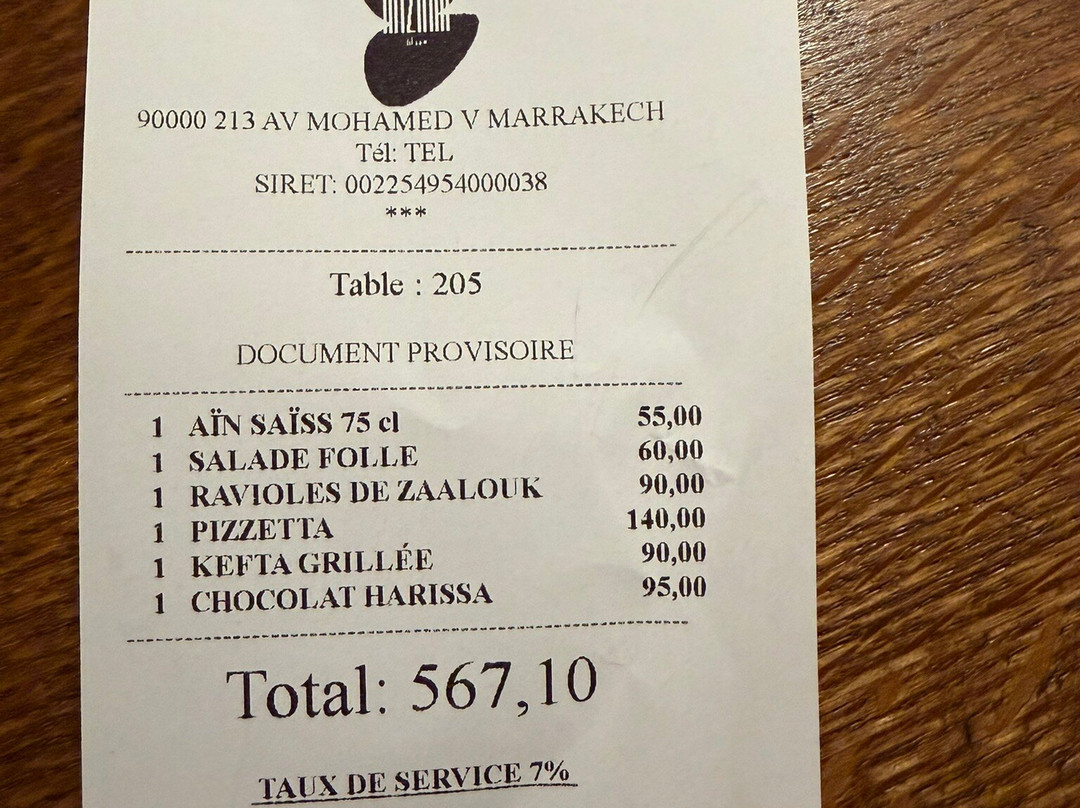 90000 213 AV MOHAMED V MARRAKECH
Tél: TEL
SIRET: 002254954000038
***
Table : 205
DOCUMENT PROVISOIRE
1 AÏN SAÏSS 75 cl 55,00
1 SALADE FOLLE 60,00
1 RAVIOLES DE ZAALOUK 90,00
1 PIZZETTA 140,00
1 KEFTA GRILLÉE 90,00
1 CHOCOLAT HARISSA 95,00
Total: 567,10
TAUX DE SERVICE 7%